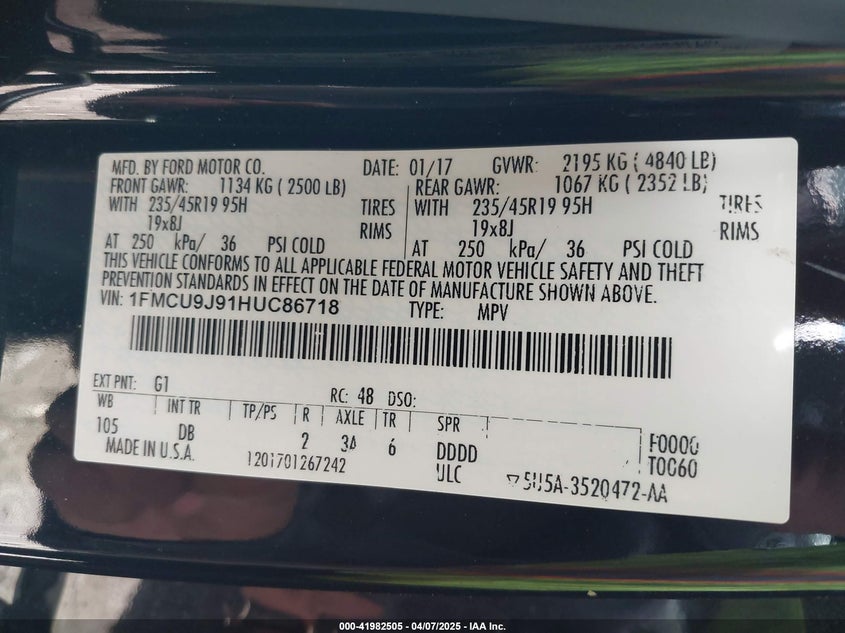 MFD. BY FORD MOTOR CO. DATE: 01/17 GVWR: 2195 KG ( 4840 LB)
FRONT GAWR: 1134 KG ( 2500 LB) REAR GAWR: 1067 KG ( 2352 LB)
WITH 235/45R19 95H TIRES WITH 235/45R19 95H TIRES
19x8J RIMS 19x8J RIMS
AT 250 kPa/ 36 PSI COLD AT 250 kPa/ 36 PSI COLD
THIS VEHICLE CONFORMS TO ALL APPLICABLE FEDERAL MOTOR VEHICLE SAFETY AND THEFT
PREVENTION STANDARDS IN EFFECT ON THE DATE OF MANUFACTURE SHOWN ABOVE.
VIN: 1FMCU9J91HUC86718 TYPE: MPV
EXT PNT: G1 RC: 48 DSO:
WB INT TR TP/PS R AXLE TR SPR
105 DB 2 3A 6 DDDD F0000
MADE IN U.S.A. 1201701267242 ULC T0C60
5U5A-3520472-AA
000-41982505 - 04/07/2025 - IAA Inc.